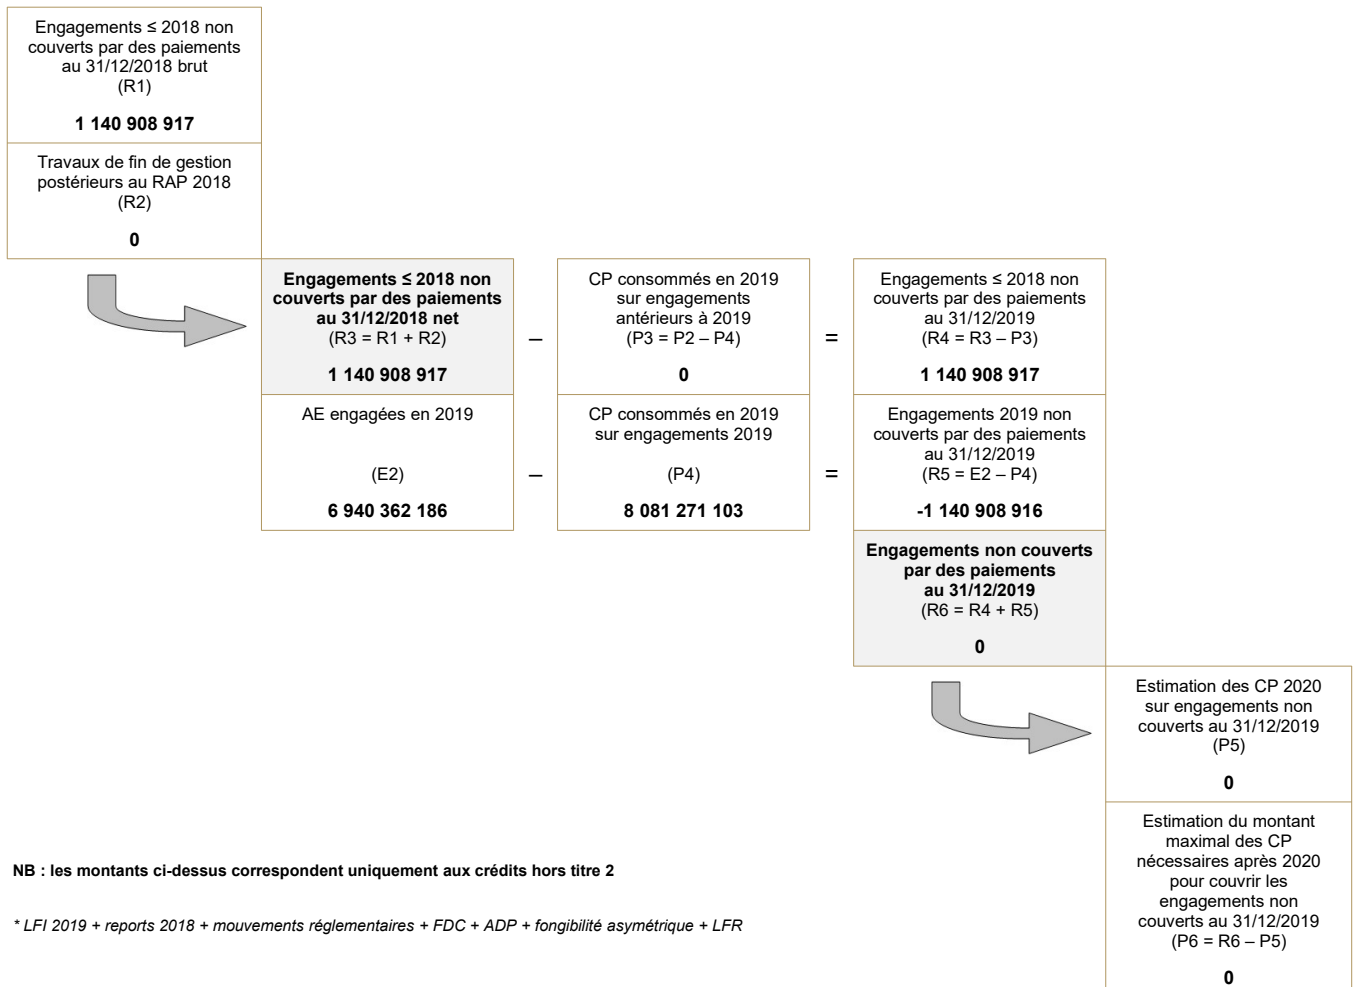 Engagements ≤ 2018 non
couverts par des paiements
au 31/12/2018 brut
(R1)
1 140 908 917
Travaux de fin de gestion
postérieurs au RAP 2018
(R2)
0
Engagements ≤ 2018 non
couverts par des paiements
au 31/12/2018 net
(R3 = R1 + R2)
1 140 908 917
–
CP consommés en 2019
sur engagements
antérieurs à 2019
(P3 = P2 – P4)
0
=
Engagements ≤ 2018 non
couverts par des paiements
au 31/12/2019
(R4 = R3 – P3)
1 140 908 917
AE engagées en 2019
(E2)
6 940 362 186
–
CP consommés en 2019
sur engagements 2019
(P4)
8 081 271 103
=
Engagements 2019 non
couverts par des paiements
au 31/12/2019
(R5 = E2 – P4)
-1 140 908 916
Engagements non couverts
par des paiements
au 31/12/2019
(R6 = R4 + R5)
0
Estimation des CP 2020
sur engagements non
couverts au 31/12/2019
(P5)
0
Estimation du montant
maximal des CP
nécessaires après 2020
pour couvrir les
engagements non
couverts au 31/12/2019
(P6 = R6 – P5)
0
NB : les montants ci-dessus correspondent uniquement aux crédits hors titre 2
* LFI 2019 + reports 2018 + mouvements réglementaires + FDC + ADP + fongibilité asymétrique + LFR